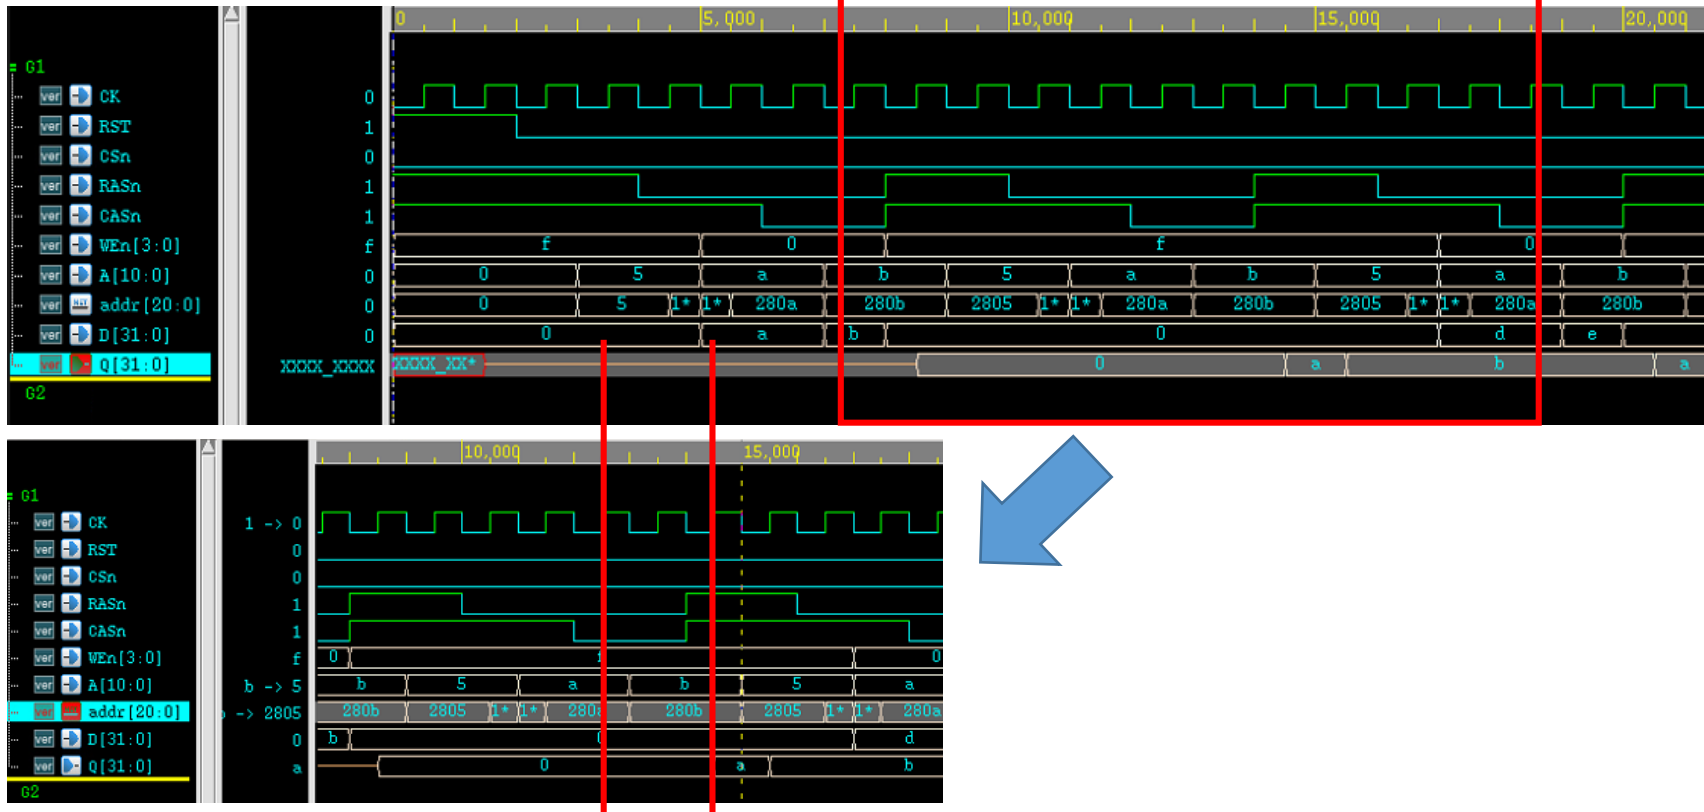 0 5,000 10,000 15,000 20,000
= G1
ver CK 0
ver RST 1
ver CSn 0
ver RASn 1
ver CASn 1
ver WEn[3:0] f f 0 f 0
ver A[10:0] 0 0 5 a b 5 a b 5 a b
NET addr[20:0] 0 0 5 1* 1* 280a 280b 2805 1* 1* 280a 280b 2805 1* 1* 280a 280b
ver D[31:0] 0 0 a b 0 d e
ver Q[31:0] XXXX_XXXX XXXX_XX* 0 a b a
G2
10,000 15,000
= G1
ver CK 1 -> 0
ver RST 0
ver CSn 0
ver RASn 1
ver CASn 1
ver WEn[3:0] f 0 0
ver A[10:0] b -> 5 b 5 a b 5 a
ver addr[20:0] -> 2805 280b 2805 1* 1* 280a 280b 2805 1* 1* 280a
ver D[31:0] 0 b d
ver Q[31:0] a 0 a b
G2